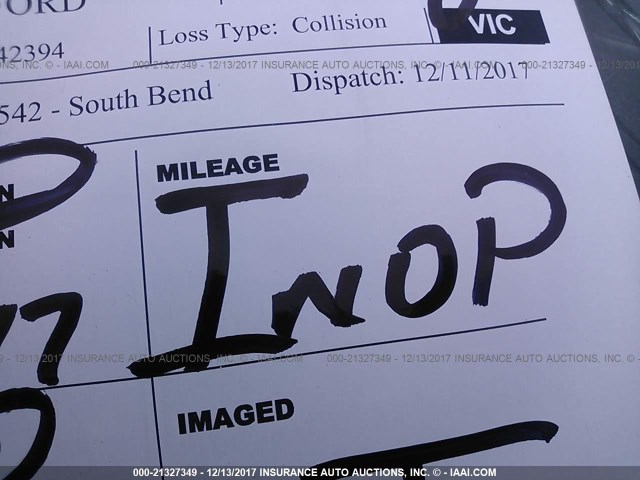 ORD
42394
Loss Type: Collision
VIC
000-21327349 - 12/13/2017 INSURANCE AUTO AUCTIONS, INC. © - IAAI.COM
542 - South Bend
Dispatch: 12/11/2017
N
N
MILEAGE
INOP
17
000-21327349 - 12/13/2017 INSURANCE AUTO AUCTIONS, INC. © - IAAI.COM
IMAGED
000-21327349 - 12/13/2017 INSURANCE AUTO AUCTIONS, INC. © - IAAI.COM